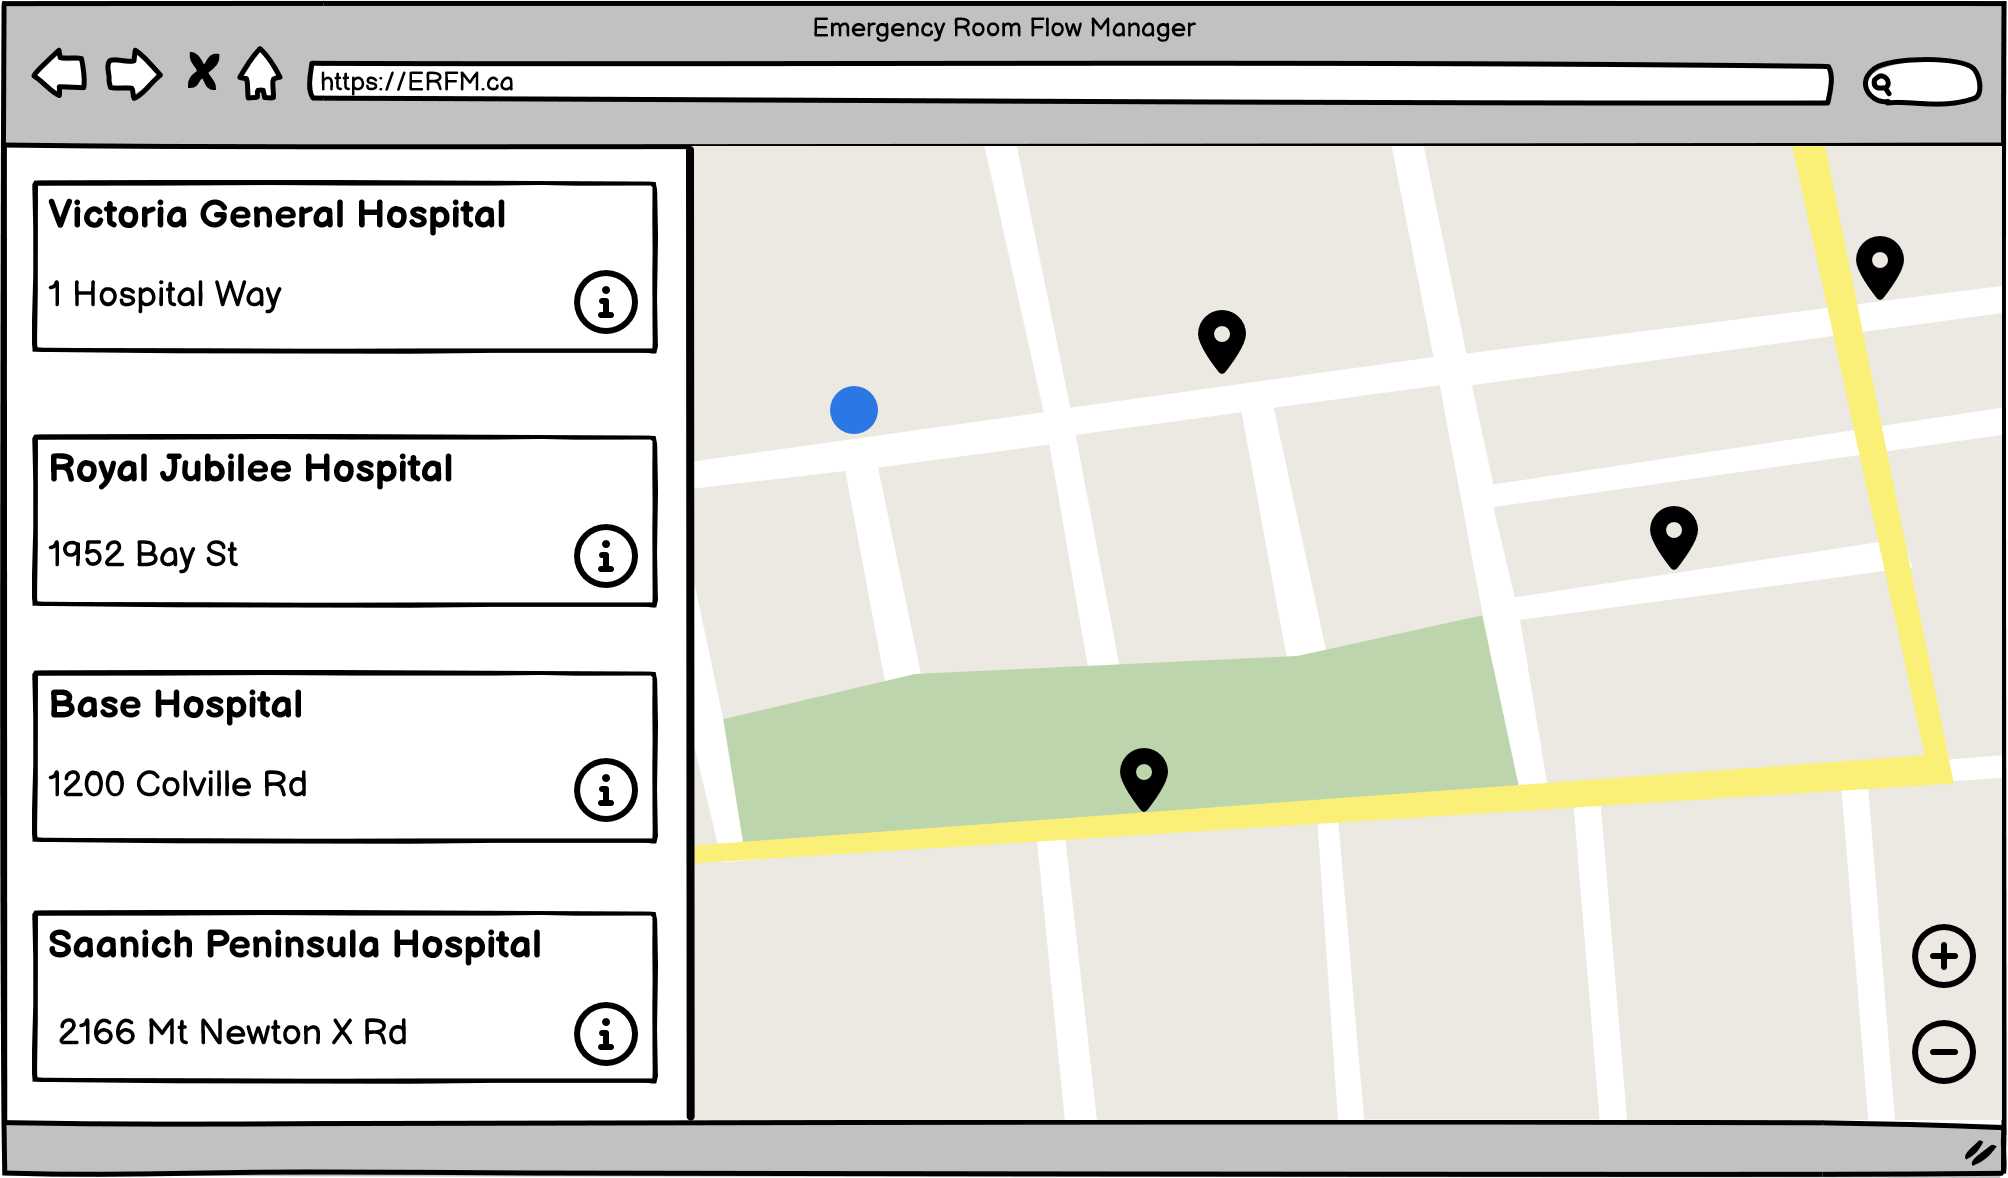 Emergency Room Flow Manager
https://ERFM.ca
Victoria General Hospital
1 Hospital Way
Royal Jubilee Hospital
1952 Bay St
Base Hospital
1200 Colville Rd
Saanich Peninsula Hospital
2166 Mt Newton X Rd